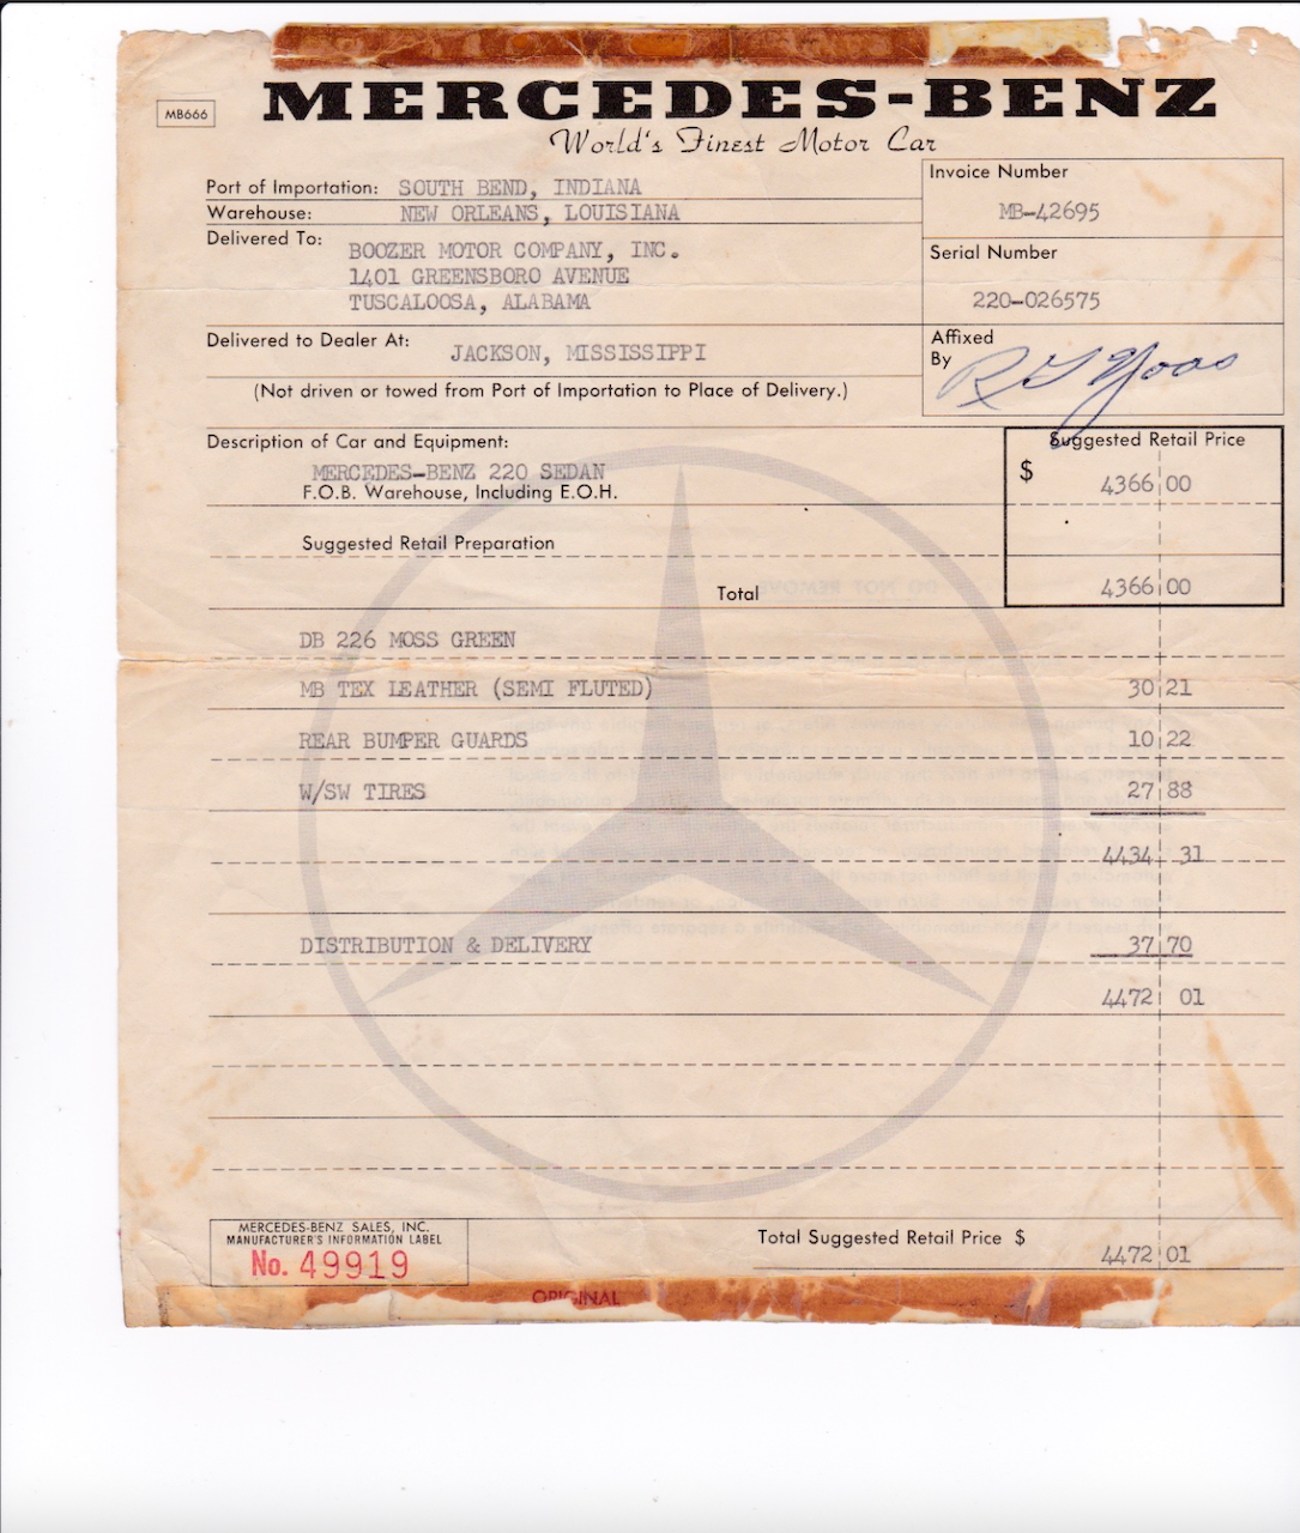 MB666
MERCEDES-BENZ
World's Finest Motor Car
Port of Importation: SOUTH BEND, INDIANA
Warehouse: NEW ORLEANS, LOUISIANA
Delivered To: BOOZER MOTOR COMPANY, INC.
1401 GREENSBORO AVENUE
TUSCALOOSA, ALABAMA
Invoice Number
MB-42695
Serial Number
220-026575
Delivered to Dealer At: JACKSON, MISSISSIPPI
(Not driven or towed from Port of Importation to Place of Delivery.)
Affixed
By
Description of Car and Equipment: Suggested Retail Price
MERCEDES-BENZ 220 SEDAN
F.O.B. Warehouse, Including E.O.H. $ 4366 00
Suggested Retail Preparation
Total 4366 00
DB 226 MOSS GREEN
MB TEX LEATHER (SEMI FLUTED) 30 21
REAR BUMPER GUARDS 10 22
W/SW TIRES 27 88
4434 31
DISTRIBUTION & DELIVERY 37 70
4472 01
MERCEDES-BENZ SALES, INC.
MANUFACTURER'S INFORMATION LABEL
No. 49919
Total Suggested Retail Price $ 4472 01
ORIGINAL